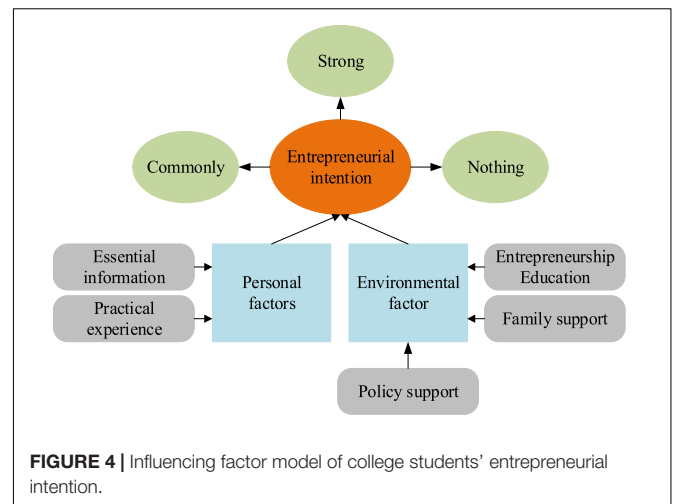 Strong
Commonly
Entrepreneurial
intention
Nothing
Essential
information
Practical
experience
Personal
factors
Environmental
factor
Entrepreneurship
Education
Family support
Policy support
FIGURE 4 | Influencing factor model of college students’ entrepreneurial
intention.